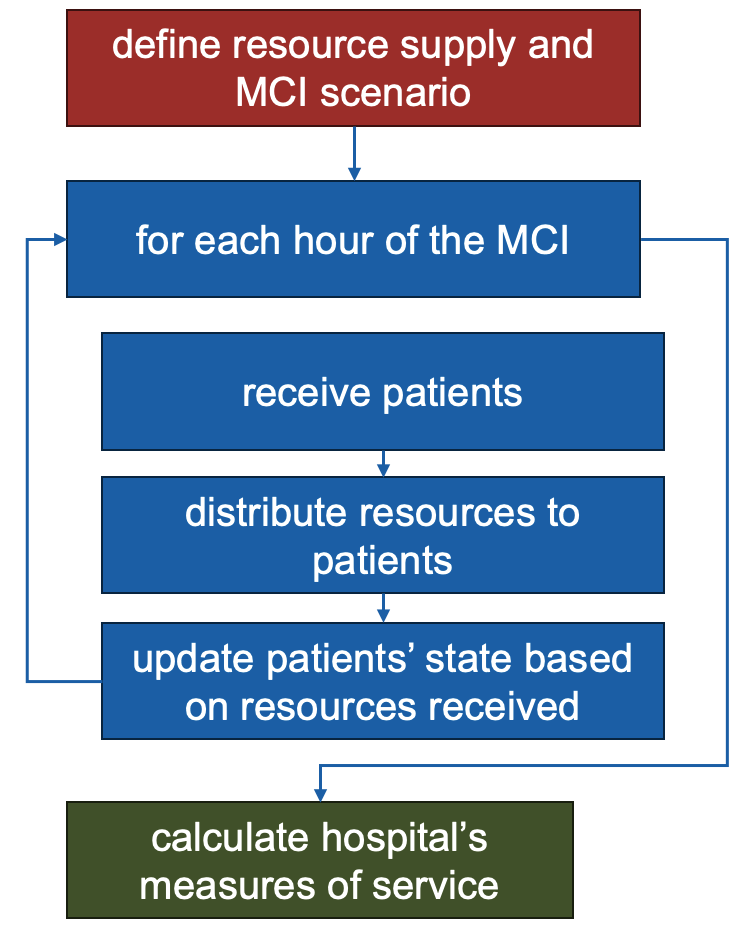 define resource supply and
MCI scenario
for each hour of the MCI
receive patients
distribute resources to
patients
update patients’ state based
on resources received
calculate hospital’s
measures of service